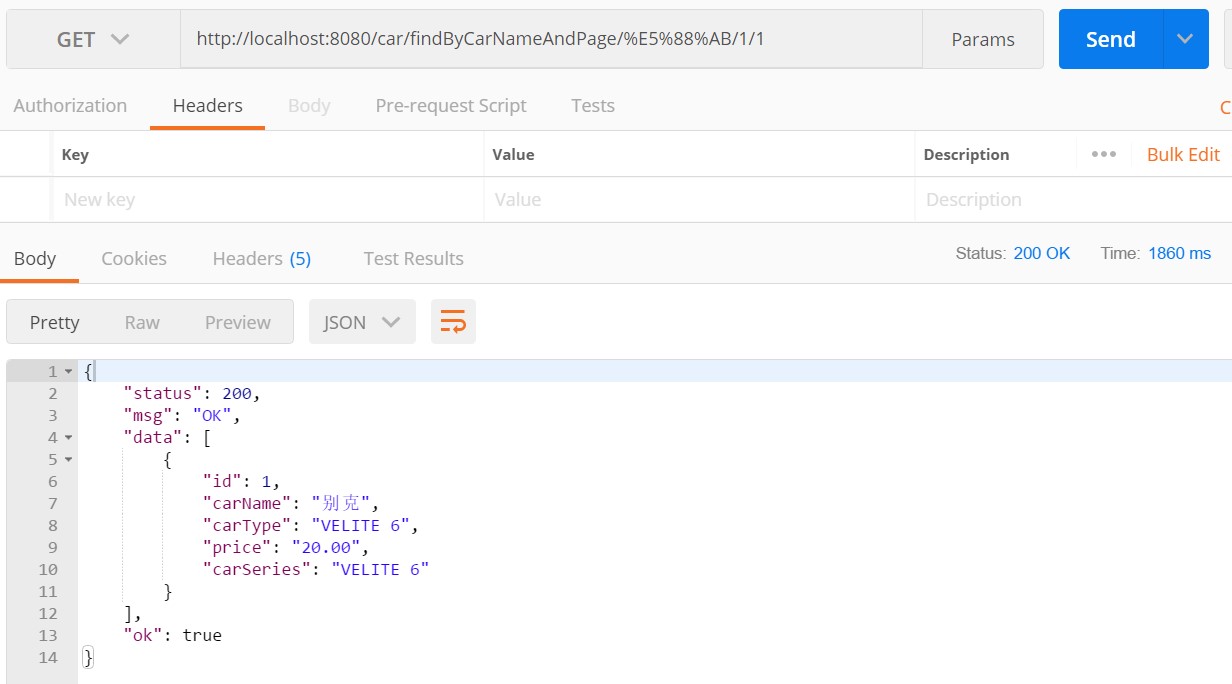 GET http://localhost:8080/car/findByCarNameAndPage/%E5%88%AB/1/1 Params Send
Authorization Headers Body Pre-request Script Tests C
Key Value Description ••• Bulk Edit
New key Value Description
Body Cookies Headers (5) Test Results Status: 200 OK Time: 1860 ms
Pretty Raw Preview JSON
1 {
2 "status": 200,
3 "msg": "OK",
4 "data": [
5 {
6 "id": 1,
7 "carName": "别克",
8 "carType": "VELITE 6",
9 "price": "20.00",
10 "carSeries": "VELITE 6"
11 }
12 ],
13 "ok": true
14 }